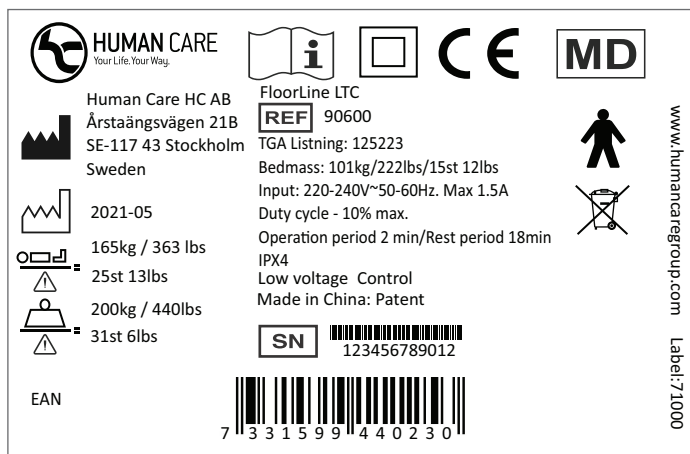 HUMAN CARE
Your Life.Your Way.
i
CE
MD
Human Care HC AB
Årstaängsvägen 21B
SE-117 43 Stockholm
Sweden
2021-05
165kg / 363 lbs
=
25st 13lbs
200kg / 440lbs
=
31st 6lbs
EAN
FloorLine LTC
REF 90600
TGA Listning: 125223
Bedmass: 101kg/222lbs/15st 12lbs
Input: 220-240V~50-60Hz. Max 1.5A
Duty cycle - 10% max.
Operation period 2 min/Rest period 18min
IPX4
Low voltage Control
Made in China: Patent
SN
123456789012
7 331599 440230
www.humancaregroup.com Label:71000